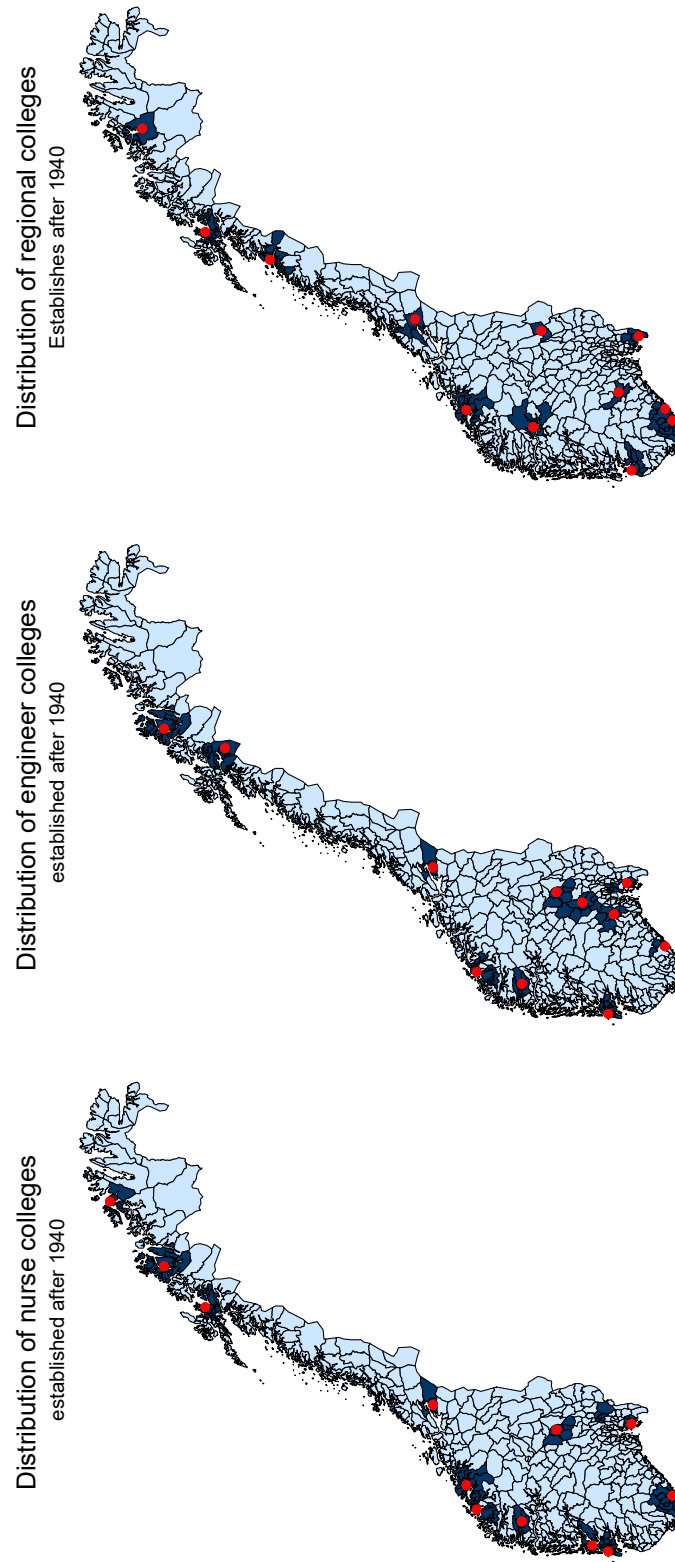 Distribution of nurse colleges
established after 1940
Distribution of engineer colleges
established after 1940
Distribution of regional colleges
Establishes after 1940